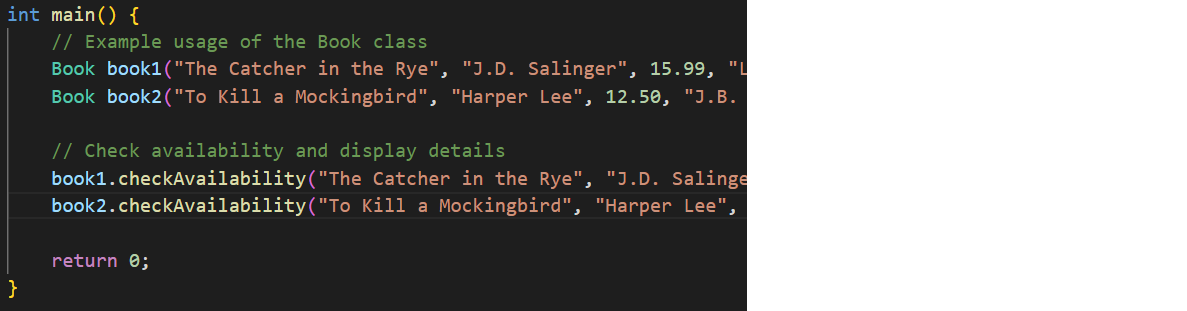 int main() {
    // Example usage of the Book class
    Book book1("The Catcher in the Rye", "J.D. Salinger", 15.99, "L
    Book book2("To Kill a Mockingbird", "Harper Lee", 12.50, "J.B.
    // Check availability and display details
    book1.checkAvailability("The Catcher in the Rye", "J.D. Salinge
    book2.checkAvailability("To Kill a Mockingbird", "Harper Lee",
    return 0;
}